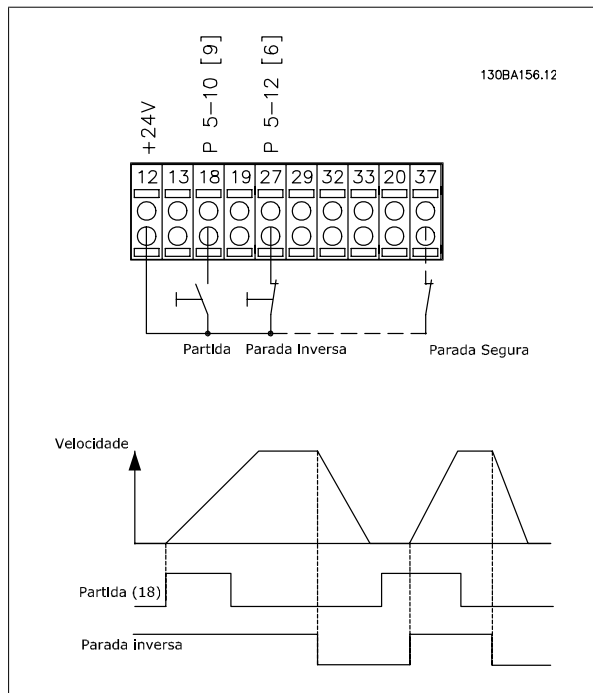 130BA156.12
+24V
P 5-10 [9]
P 5-12 [6]
12 13 18 19 27 29 32 33 20 37
Partida Parada Inversa Parada Segura
Velocidade
Partida (18)
Parada inversa